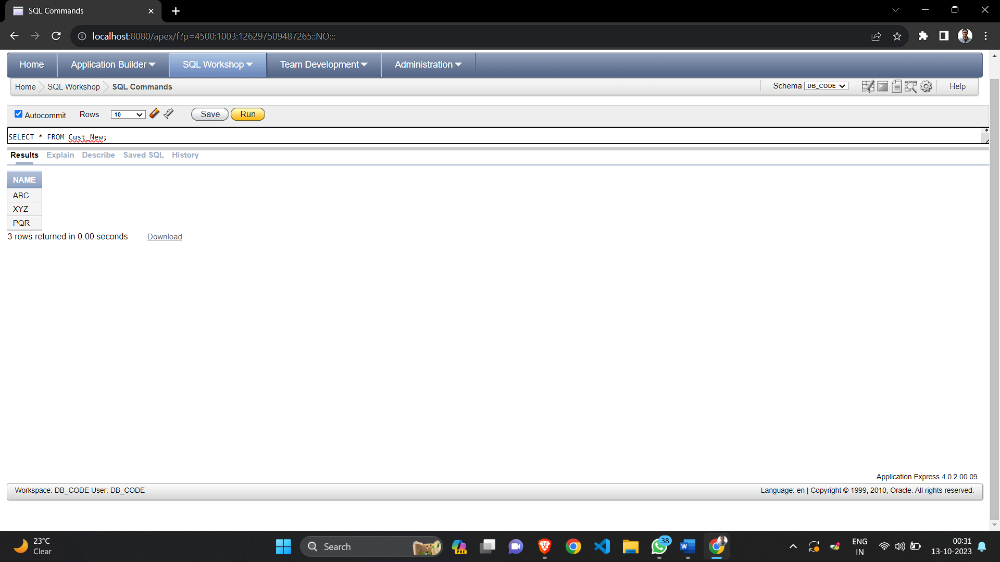 SQL Commands
localhost:8080/apex/f?p=4500:1003:126297509487265::NO:::
Home Application Builder SQL Workshop Team Development Administration
Home SQL Workshop SQL Commands Schema DB_CODE Help
Autocommit Rows 10 Save Run
SELECT * FROM Cust_New;
Results Explain Describe Saved SQL History
NAME
ABC
XYZ
PQR
3 rows returned in 0.00 seconds Download
Application Express 4.0.2.00.09
Workspace: DB_CODE User: DB_CODE Language: en | Copyright © 1999, 2010, Oracle. All rights reserved.
23°C
Clear
Search
PRE
38
W
ENG
IN
00:31
13-10-2023